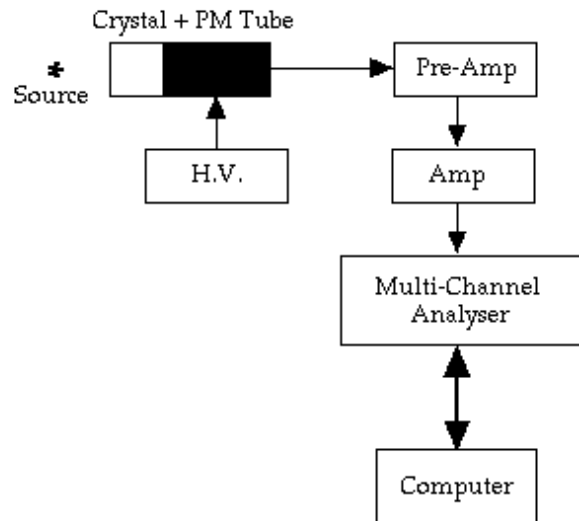 Crystal + PM Tube
Source
Pre-Amp
H.V.
Amp
Multi-Channel
Analyser
Computer